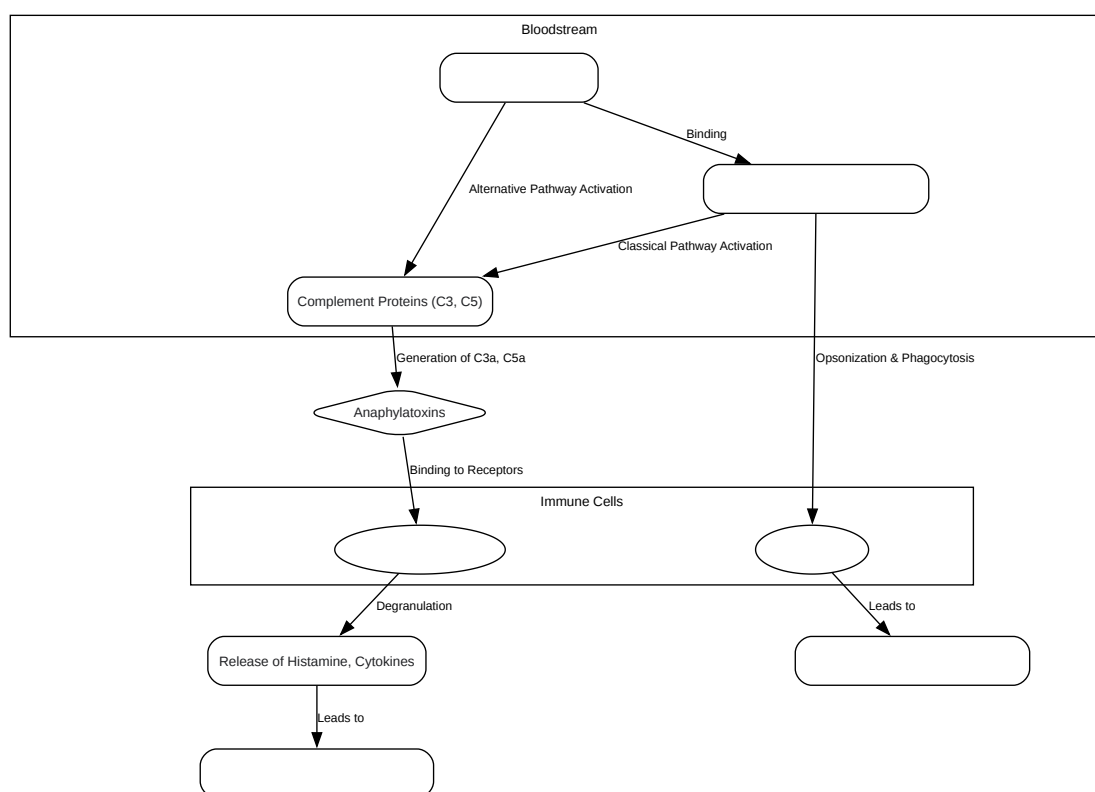 Bloodstream
Binding
Alternative Pathway Activation
Classical Pathway Activation
Complement Proteins (C3, C5)
Generation of C3a, C5a
Opsonization & Phagocytosis
Anaphylatoxins
Binding to Receptors
Immune Cells
Degranulation
Leads to
Release of Histamine, Cytokines
Leads to